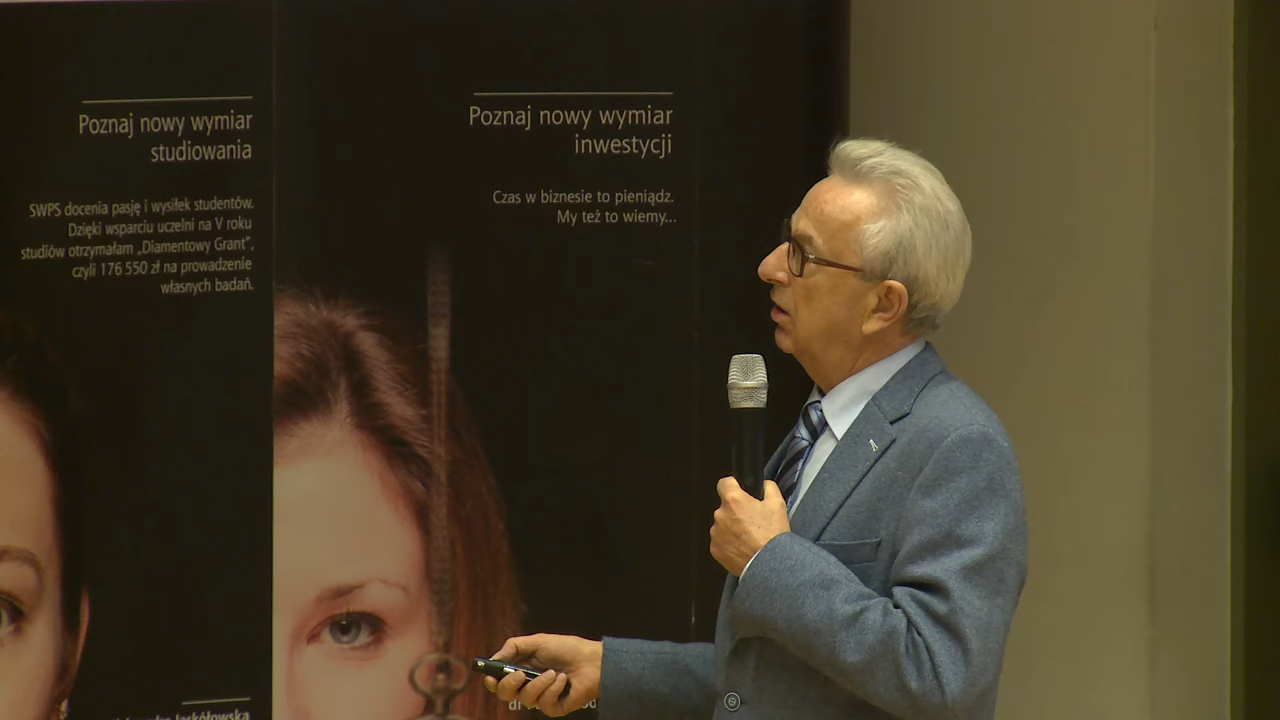 Poznaj nowy wymiar
studiowania
SWPS docenia pasję i wysiłek studentów.
Dzięki wsparciu uczelni na V roku
studiów otrzymałam „Diamentowy Grant”,
czyli 176 550 zł na prowadzenie
własnych badań.
Jaskółowska
Poznaj nowy wymiar
inwestycji
Czas w biznesie to pieniądz.
My też to wiemy...